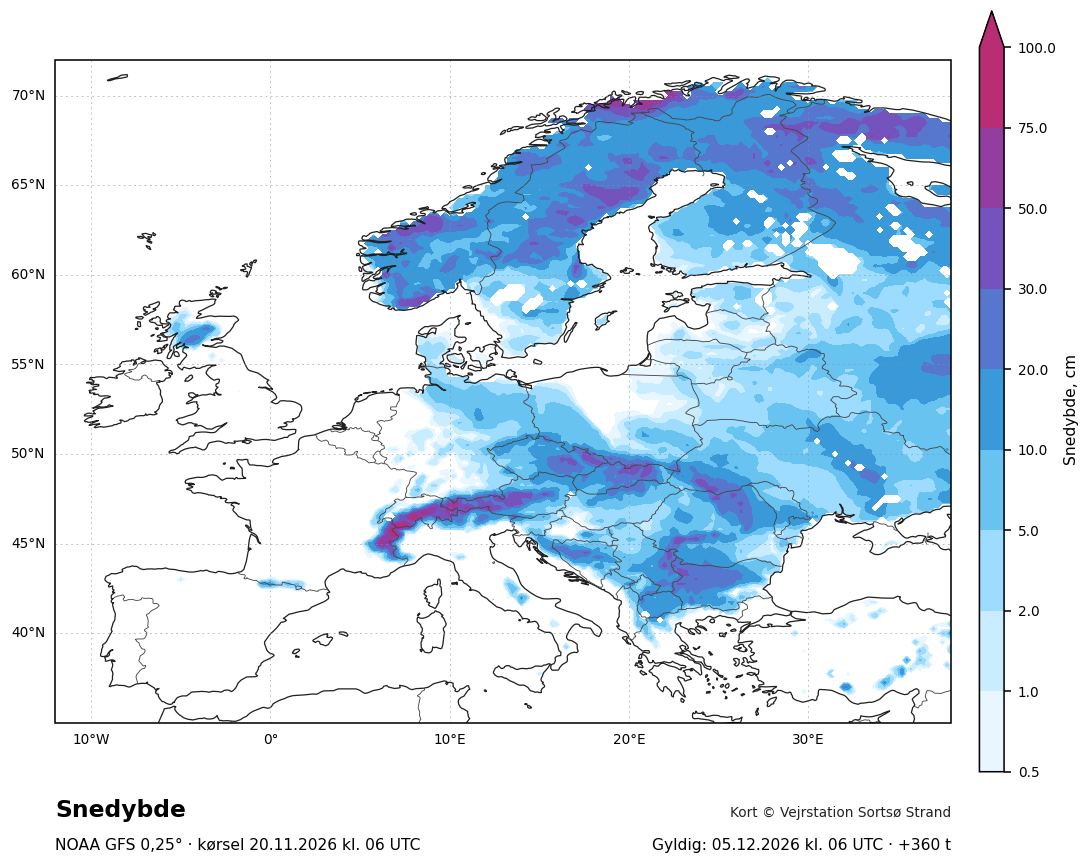 100.0
75.0
50.0
30.0
20.0
10.0
5.0
2.0
1.0
0.5
Snedybde, cm
70°N
65°N
60°N
55°N
50°N
45°N
40°N
10°W 0° 10°E 20°E 30°E
Snedybde
Kort © Vejrstation Sortsø Strand
NOAA GFS 0,25° · kørsel 20.11.2026 kl. 06 UTC
Gyldig: 05.12.2026 kl. 06 UTC · +360 t